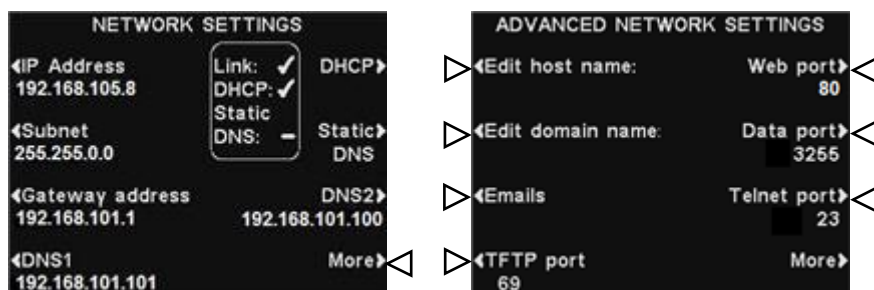 NETWORK SETTINGS
IP Address
192.168.105.8
Link: ✓
DHCP: ✓
Static
DNS: –
DHCP
Subnet
255.255.0.0
Static
DNS
Gateway address
192.168.101.1
DNS2
192.168.101.100
DNS1
192.168.101.101
More
ADVANCED NETWORK SETTINGS
Edit host name:
Web port
80
Edit domain name:
Data port
3255
Emails
Telnet port
23
TFTP port
69
More